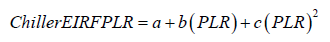 ChillerEIRFPLR = a + b(PLR) + c(PLR)²